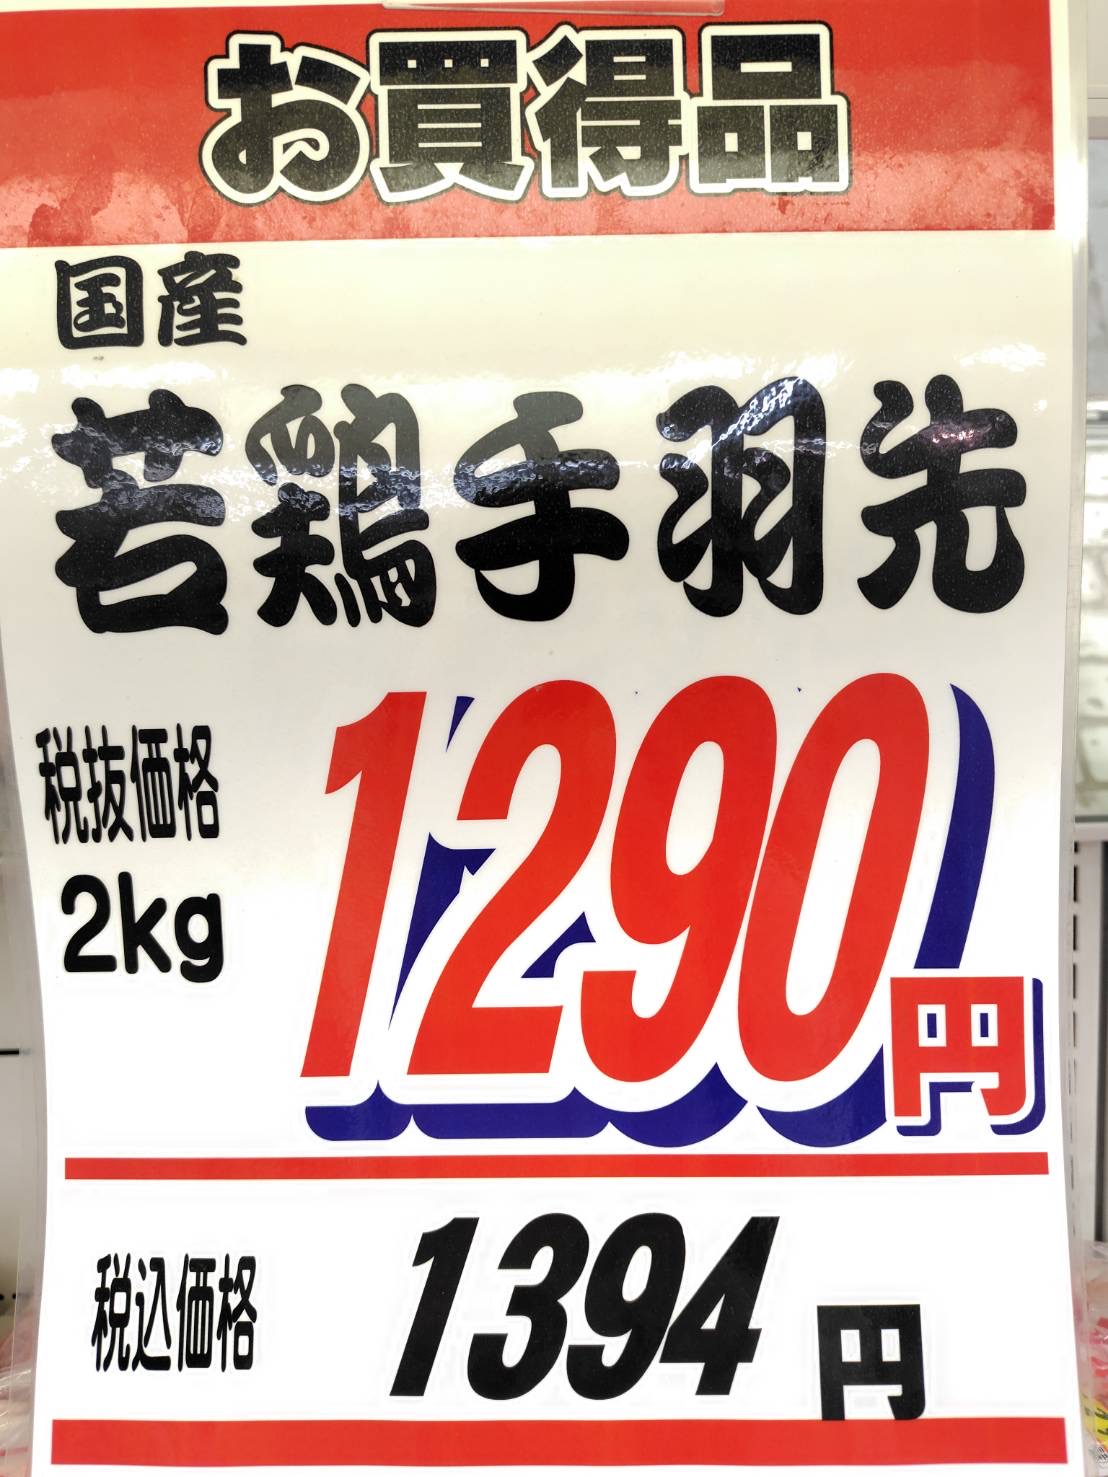 お買得品
国産
若鶏手羽先
税抜価格
2kg
1290円
税込価格 1394円